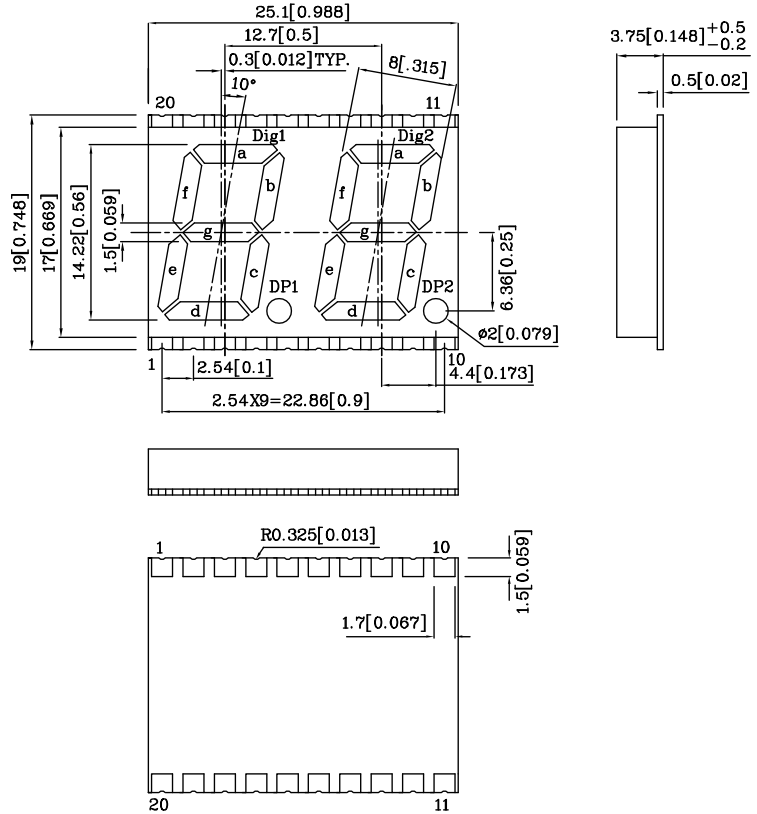 25.1[0.988]
12.7[0.5]
0.3[0.012]TYP.
10°
8[.315]
3.75[0.148]+0.5
−0.2
0.5[0.02]
20
11
Dig1
Dig2
a
a
f
b
f
b
g
g
e
c
e
c
d
d
DP1
DP2
19[0.748]
17[0.669]
14.22[0.56]
1.5[0.059]
6.36[0.25]
ø2[0.079]
1
10
2.54[0.1]
4.4[0.173]
2.54X9=22.86[0.9]
R0.325[0.013]
1
10
1.5[0.059]
1.7[0.067]
20
11